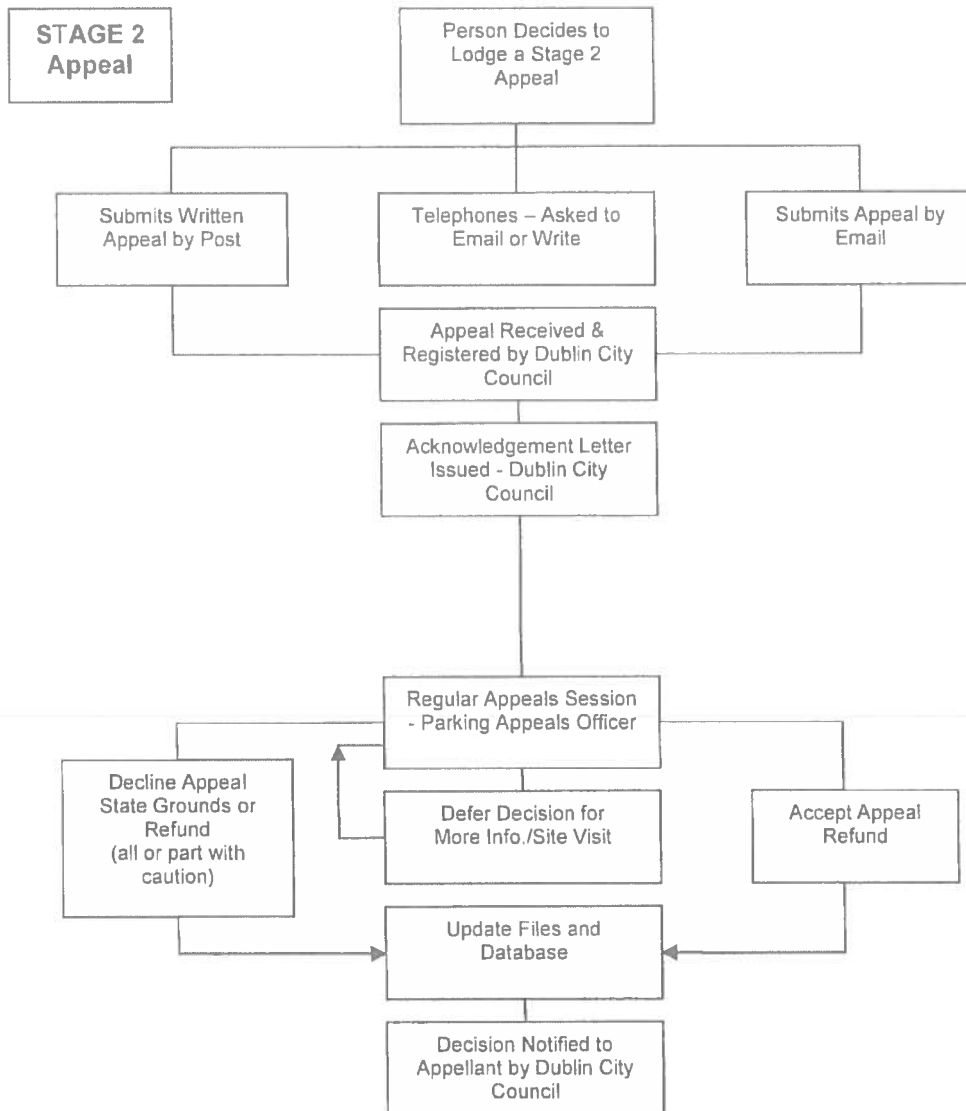 STAGE 2
Appeal
Person Decides to
Lodge a Stage 2
Appeal
Submits Written
Appeal by Post
Telephones – Asked to
Email or Write
Submits Appeal by
Email
Appeal Received &
Registered by Dublin City
Council
Acknowledgement Letter
Issued - Dublin City
Council
Regular Appeals Session
- Parking Appeals Officer
Decline Appeal
State Grounds or
Refund
(all or part with
caution)
Defer Decision for
More Info./Site Visit
Accept Appeal
Refund
Update Files and
Database
Decision Notified to
Appellant by Dublin City
Council